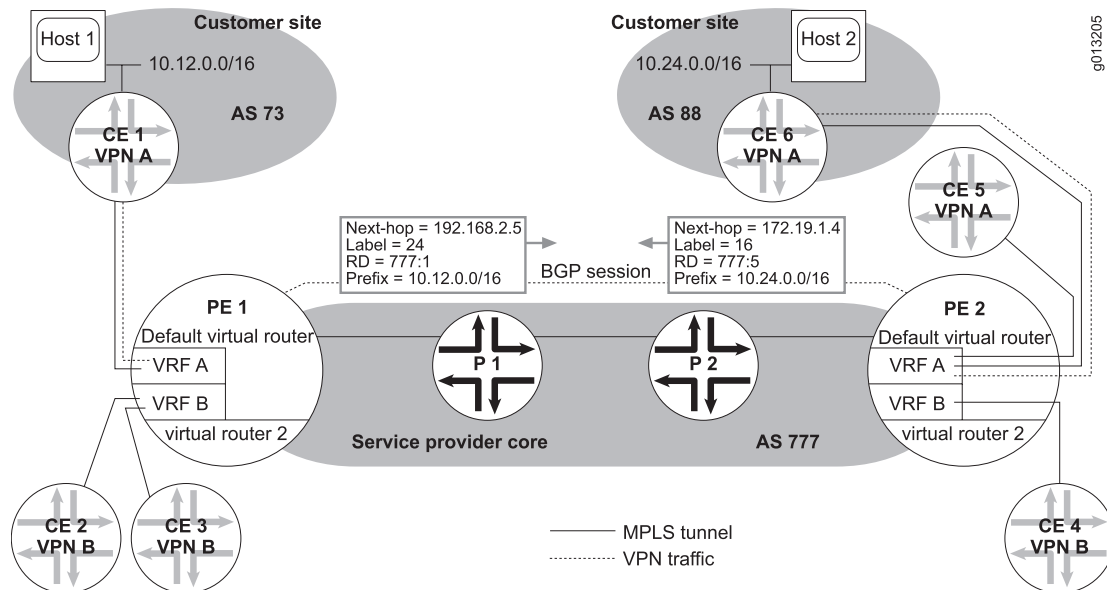 Customer site
Host 1
10.12.0.0/16
AS 73
CE 1
VPN A
Customer site
Host 2
10.24.0.0/16
AS 88
CE 6
VPN A
g013205
CE 5
VPN A
Next-hop = 192.168.2.5
Label = 24
RD = 777:1
Prefix = 10.12.0.0/16
BGP session
Next-hop = 172.19.1.4
Label = 16
RD = 777:5
Prefix = 10.24.0.0/16
PE 1
Default virtual router
VRF A
VRF B
virtual router 2
P 1
P 2
Service provider core
AS 777
PE 2
Default virtual router
VRF A
VRF B
virtual router 2
CE 2
VPN B
CE 3
VPN B
MPLS tunnel
VPN traffic
CE 4
VPN B